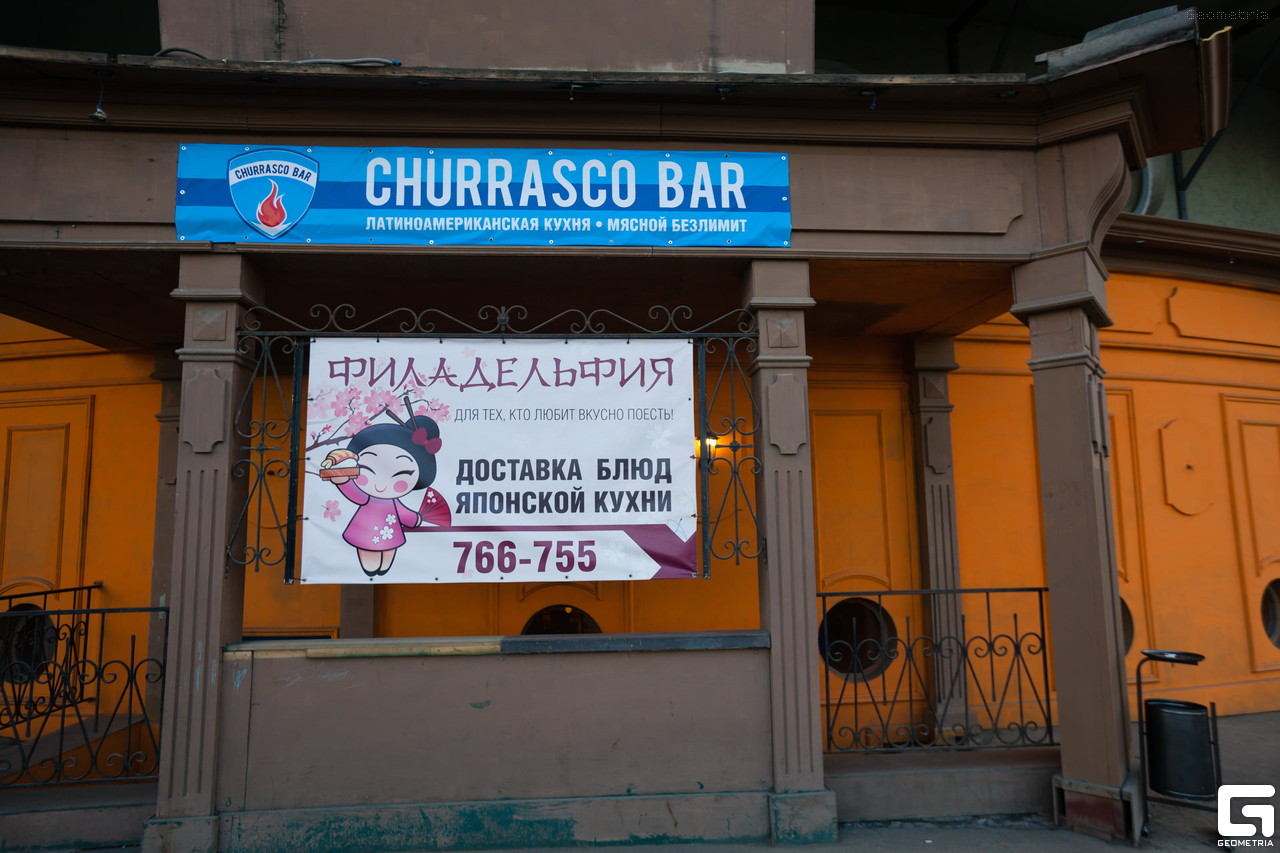 Geometria
CHURRASCO BAR
CHURRASCO BAR
ЛАТИНОАМЕРИКАНСКАЯ КУХНЯ • МЯСНОЙ БЕЗЛИМИТ
ФИЛАДЕЛЬФИЯ
ДЛЯ ТЕХ, КТО ЛЮБИТ ВКУСНО ПОЕСТЬ!
ДОСТАВКА БЛЮД
ЯПОНСКОЙ КУХНИ
766-755
GEOMETRIA